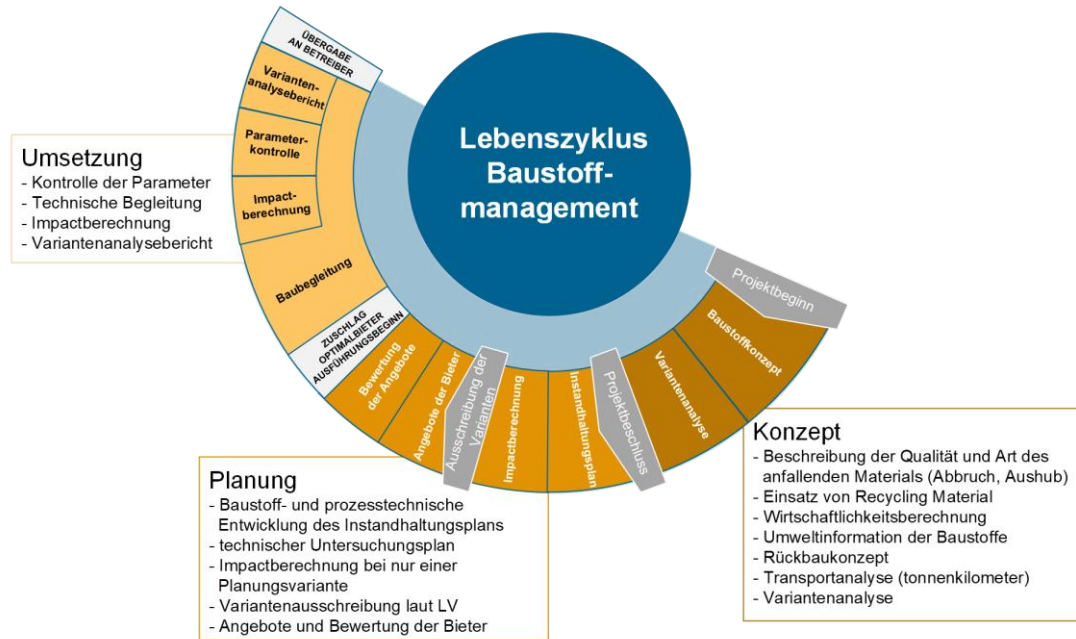 Lebenszyklus
Baustoff-
management
Projektbeginn
Baustoffkonzept
Variantenanalyse
Projektbeschluss
Instandhaltungsplan
Impactberechnung
Ausschreibung der
Varianten
Angebote der Bieter
Bewertung
der Angebote
ZUSCHLAG
OPTIMALBIETER
AUSFÜHRUNGSBEGINN
Baubegleitung
Impact-
berechnung
Parameter-
kontrolle
Varianten-
analysebericht
ÜBERGABE
AN BETREIBER
Umsetzung
- Kontrolle der Parameter
- Technische Begleitung
- Impactberechnung
- Variantenanalysebericht
Planung
- Baustoff- und prozesstechnische
Entwicklung des Instandhaltungsplans
- technischer Untersuchungsplan
- Impactberechnung bei nur einer
Planungsvariante
- Variantenausschreibung laut LV
- Angebote und Bewertung der Bieter
Konzept
- Beschreibung der Qualität und Art des
anfallenden Materials (Abbruch, Aushub)
- Einsatz von Recycling Material
- Wirtschaftlichkeitsberechnung
- Umweltinformation der Baustoffe
- Rückbaukonzept
- Transportanalyse (tonnenkilometer)
- Variantenanalyse